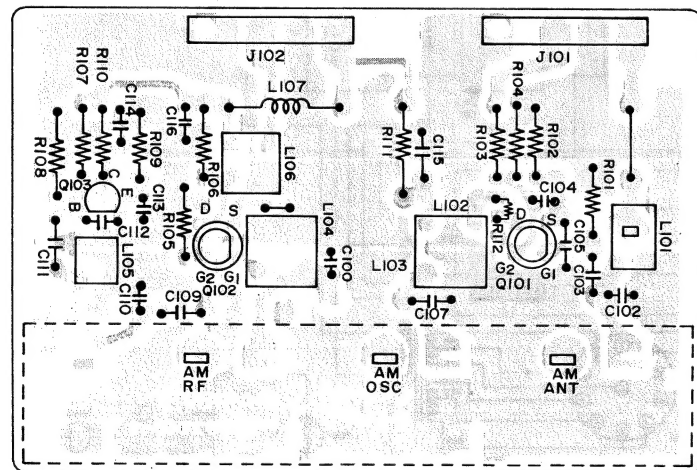 J102
J101
L107
R110
R107
C114
R109
C116
R106
L106
R111
C115
R104
R103
R102
R101
R108
Q103
C
E
B
C113
R105
D
S
L104
C100
L102
R112
D
C104
S
C105
L101
C112
C111
L105
C110
G2
G1
Q102
C109
L103
C107
G2
G1
Q101
C103
C102
AM
RF
AM
OSC
AM
ANT